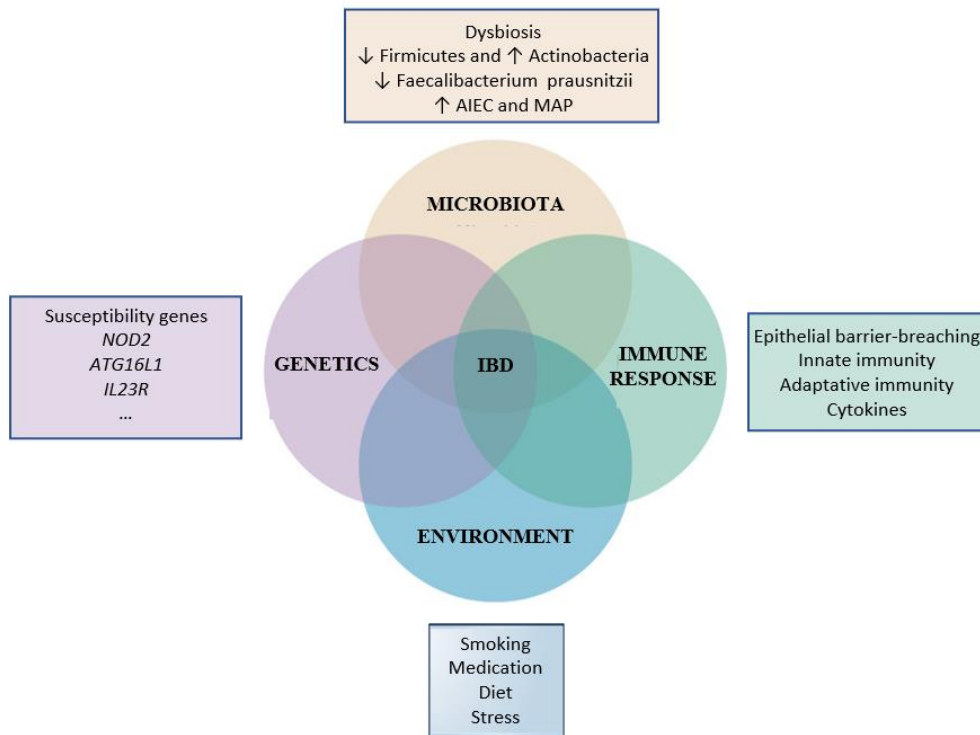 Dysbiosis
↓ Firmicutes and ↑ Actinobacteria
↓ Faecalibacterium prausnitzii
↑ AIEC and MAP
MICROBIOTA
Susceptibility genes
NOD2
ATG16L1
IL23R
...
GENETICS
IBD
IMMUNE
RESPONSE
Epithelial barrier-breaching
Innate immunity
Adaptative immunity
Cytokines
ENVIRONMENT
Smoking
Medication
Diet
Stress